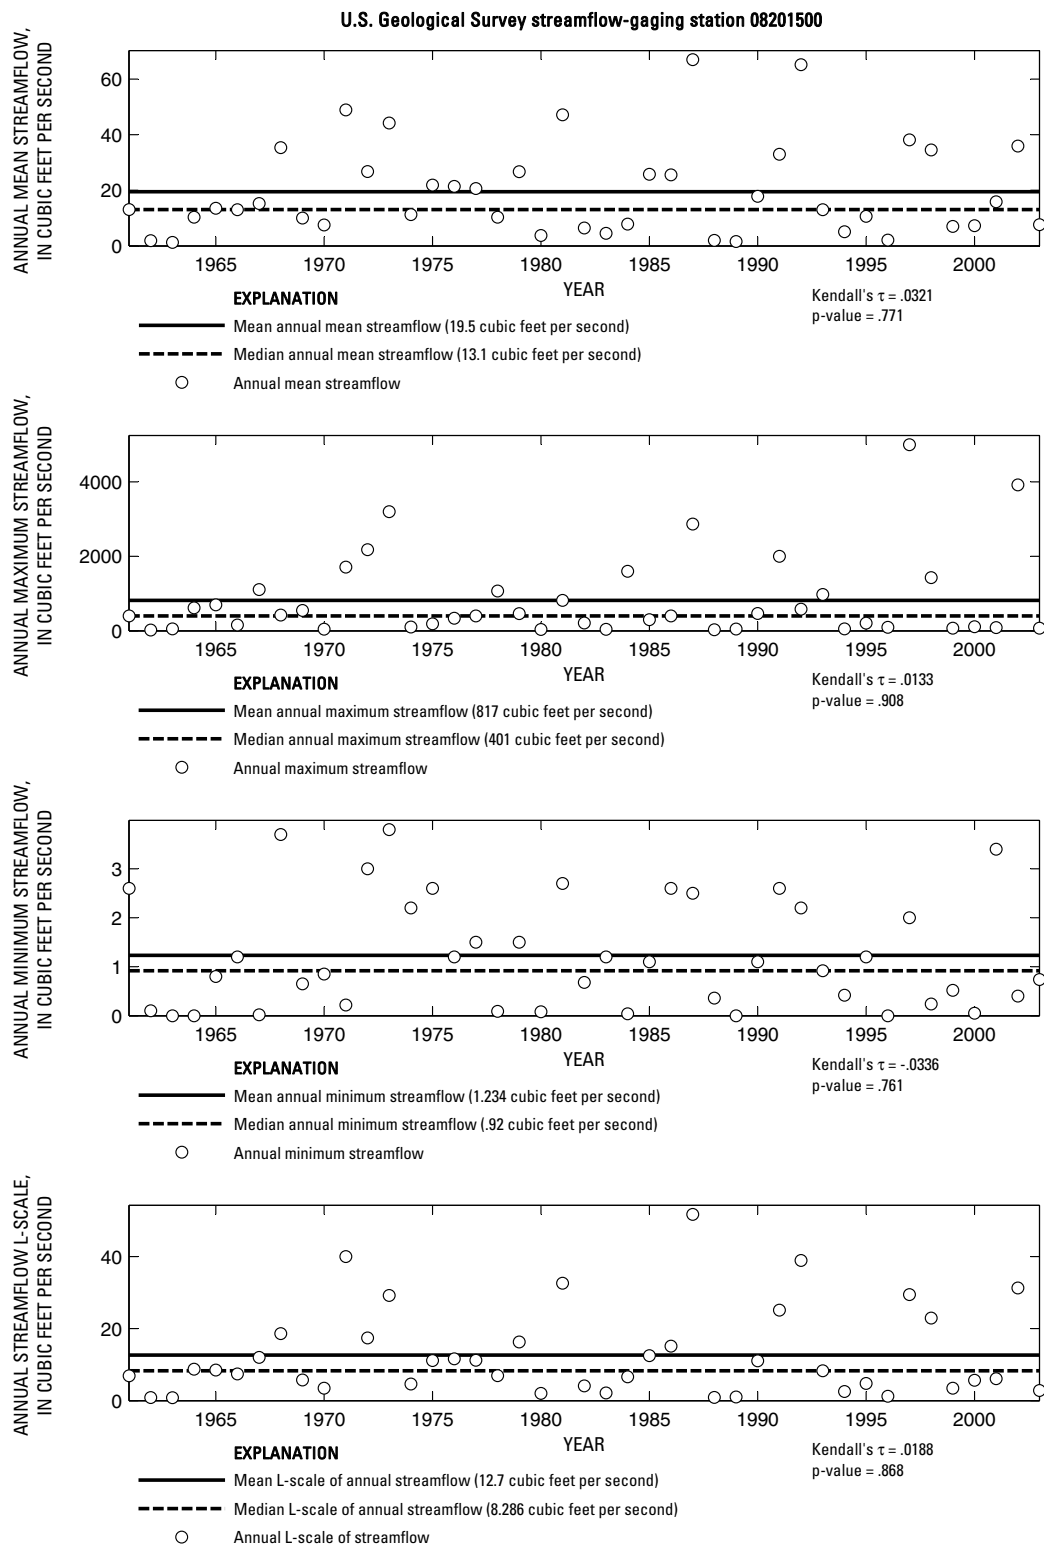 U.S. Geological Survey streamflow-gaging station 08201500
ANNUAL MEAN STREAMFLOW,
IN CUBIC FEET PER SECOND
60
40
20
0
1965 1970 1975 1980 1985 1990 1995 2000
YEAR
Kendall's τ = .0321
p-value = .771
EXPLANATION
Mean annual mean streamflow (19.5 cubic feet per second)
Median annual mean streamflow (13.1 cubic feet per second)
Annual mean streamflow
ANNUAL MAXIMUM STREAMFLOW,
IN CUBIC FEET PER SECOND
4000
2000
0
1965 1970 1975 1980 1985 1990 1995 2000
YEAR
Kendall's τ = .0133
p-value = .908
EXPLANATION
Mean annual maximum streamflow (817 cubic feet per second)
Median annual maximum streamflow (401 cubic feet per second)
Annual maximum streamflow
ANNUAL MINIMUM STREAMFLOW,
IN CUBIC FEET PER SECOND
3
2
1
0
1965 1970 1975 1980 1985 1990 1995 2000
YEAR
Kendall's τ = -.0336
p-value = .761
EXPLANATION
Mean annual minimum streamflow (1.234 cubic feet per second)
Median annual minimum streamflow (.92 cubic feet per second)
Annual minimum streamflow
ANNUAL STREAMFLOW L-SCALE,
IN CUBIC FEET PER SECOND
40
20
0
1965 1970 1975 1980 1985 1990 1995 2000
YEAR
Kendall's τ = .0188
p-value = .868
EXPLANATION
Mean L-scale of annual streamflow (12.7 cubic feet per second)
Median L-scale of annual streamflow (8.286 cubic feet per second)
Annual L-scale of streamflow